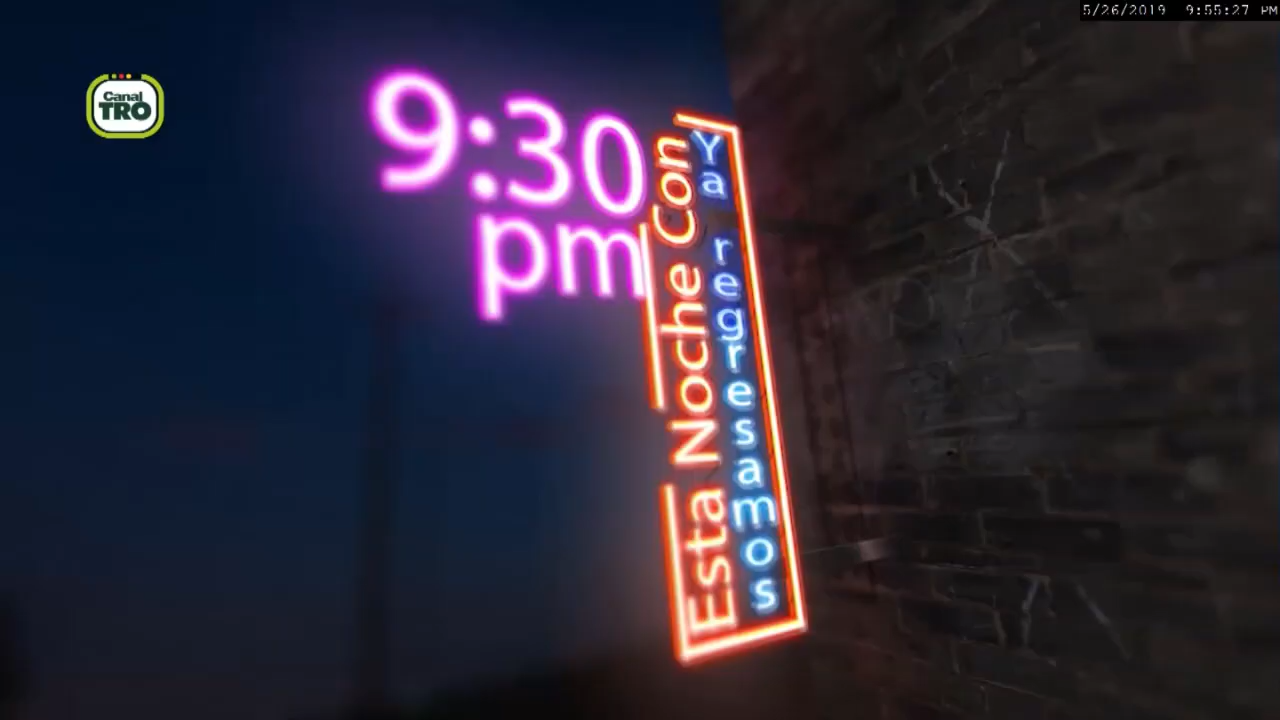 5/26/2019 9:55:27 PM
Canal
TRO
9:30
pm
Esta Noche Con
Ya regresamos